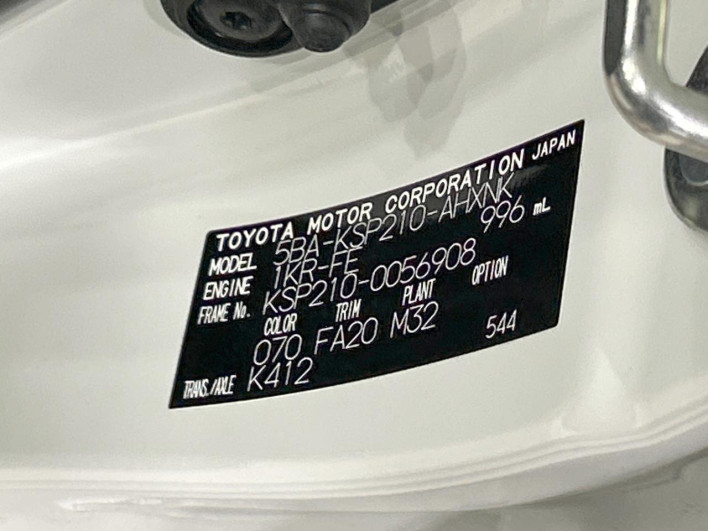 TOYOTA MOTOR CORPORATION JAPAN
MODEL 5BA-KSP210-AHXNK
ENGINE 1KR-FE 996 mL
FRAME No. KSP210-0056908
COLOR TRIM PLANT OPTION
070 FA20 M32 544
TRANS./AXLE K412